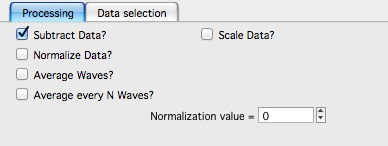 Processing Data selection
Subtract Data? Scale Data?
Normalize Data?
Average Waves?
Average every N Waves?
Normalization value = 0